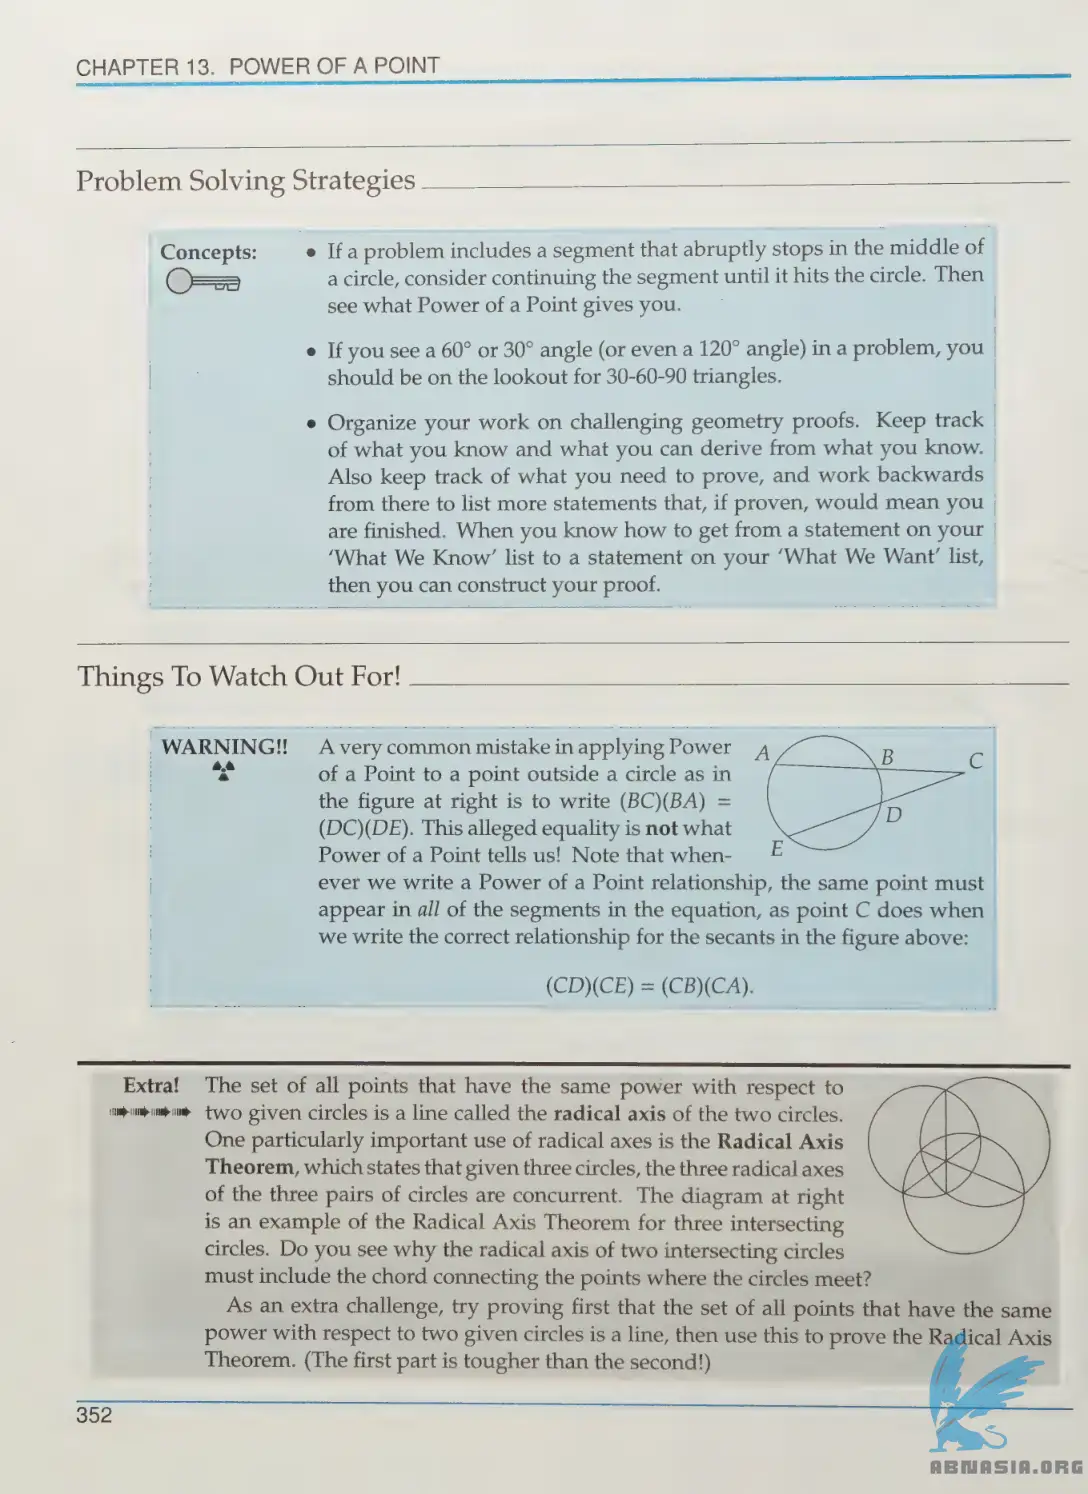 CHAPTER 13. POWER OF A POINT
Problem Solving Strategies
Concepts:
• If a problem includes a segment that abruptly stops in the middle of
a circle, consider continuing the segment until it hits the circle. Then
see what Power of a Point gives you.
• If you see a 60° or 30° angle (or even a 120° angle) in a problem, you
should be on the lookout for 30-60-90 triangles.
• Organize your work on challenging geometry proofs. Keep track
of what you know and what you can derive from what you know.
Also keep track of what you need to prove, and work backwards
from there to list more statements that, if proven, would mean you
are finished. When you know how to get from a statement on your
'What We Know' list to a statement on your 'What We Want' list,
then you can construct your proof.
Things To Watch Out For!
WARNING!!
A very common mistake in applying Power
of a Point to a point outside a circle as in
the figure at right is to write (BC)(BA) =
(DC)(DE). This alleged equality is not what
Power of a Point tells us! Note that when-
ever we write a Power of a Point relationship, the same point must
appear in all of the segments in the equation, as point C does when
we write the correct relationship for the secants in the figure above:
(CD)(CE) = (CB)(CA).
A
B
C
D
E
Extra!
The set of all points that have the same power with respect to
two given circles is a line called the radical axis of the two circles.
One particularly important use of radical axes is the Radical Axis
Theorem, which states that given three circles, the three radical axes
of the three pairs of circles are concurrent. The diagram at right
is an example of the Radical Axis Theorem for three intersecting
circles. Do you see why the radical axis of two intersecting circles
must include the chord connecting the points where the circles meet?
As an extra challenge, try proving first that the set of all points that have the same
power with respect to two given circles is a line, then use this to prove the Radical Axis
Theorem. (The first part is tougher than the second!)
352
ABNASIA.ORG